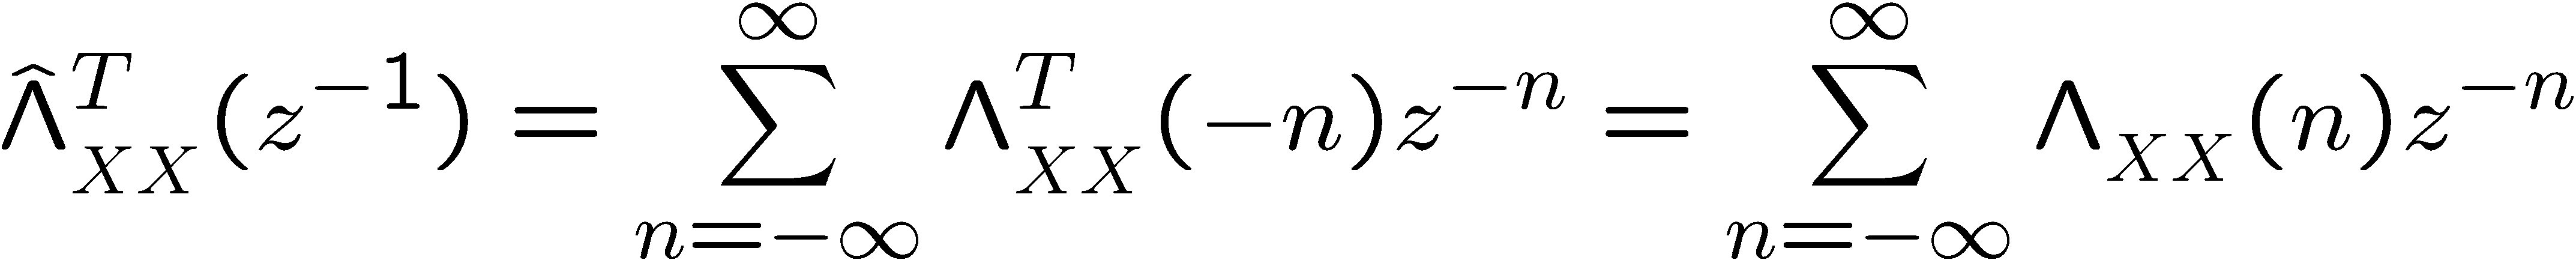 $$\hat{\Lambda}_{XX}^{T}(z^{-1}) = \sum_{n=-\infty}^{\infty} \Lambda_{XX}^{T}(-n) z^{-n} = \sum_{n=-\infty}^{\infty} \Lambda_{XX}(n) z^{-n}$$